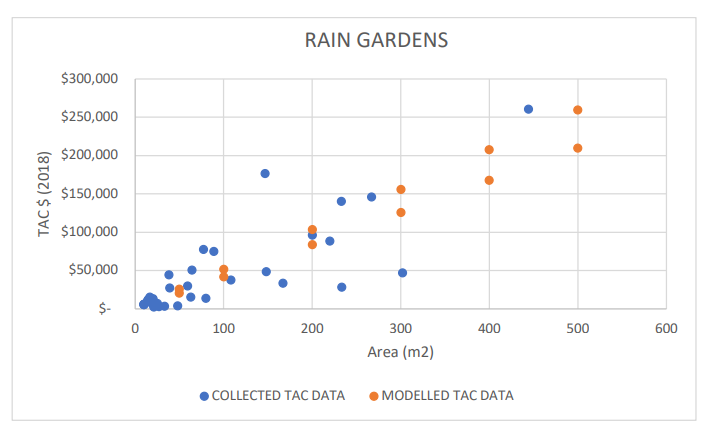 RAIN GARDENS
$300,000
$250,000
$200,000
$150,000
$100,000
$50,000
$-
TAC $ (2018)
0 100 200 300 400 500 600
Area (m2)
COLLECTED TAC DATA MODELLED TAC DATA